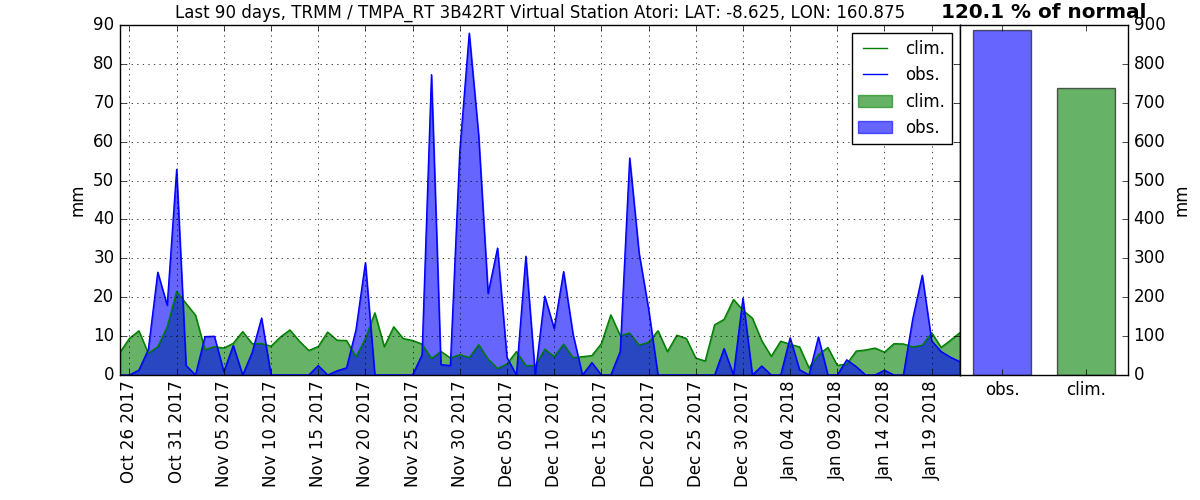 Last 90 days, TRMM / TMPA_RT 3B42RT Virtual Station Atori: LAT: -8.625, LON: 160.875
120.1 % of normal
90
80
70
60
50
40
30
20
10
0
mm
clim.
obs.
clim.
obs.
900
800
700
600
500
400
300
200
100
0
mm
Oct 26 2017
Oct 31 2017
Nov 05 2017
Nov 10 2017
Nov 15 2017
Nov 20 2017
Nov 25 2017
Nov 30 2017
Dec 05 2017
Dec 10 2017
Dec 15 2017
Dec 20 2017
Dec 25 2017
Dec 30 2017
Jan 04 2018
Jan 09 2018
Jan 14 2018
Jan 19 2018
obs.
clim.